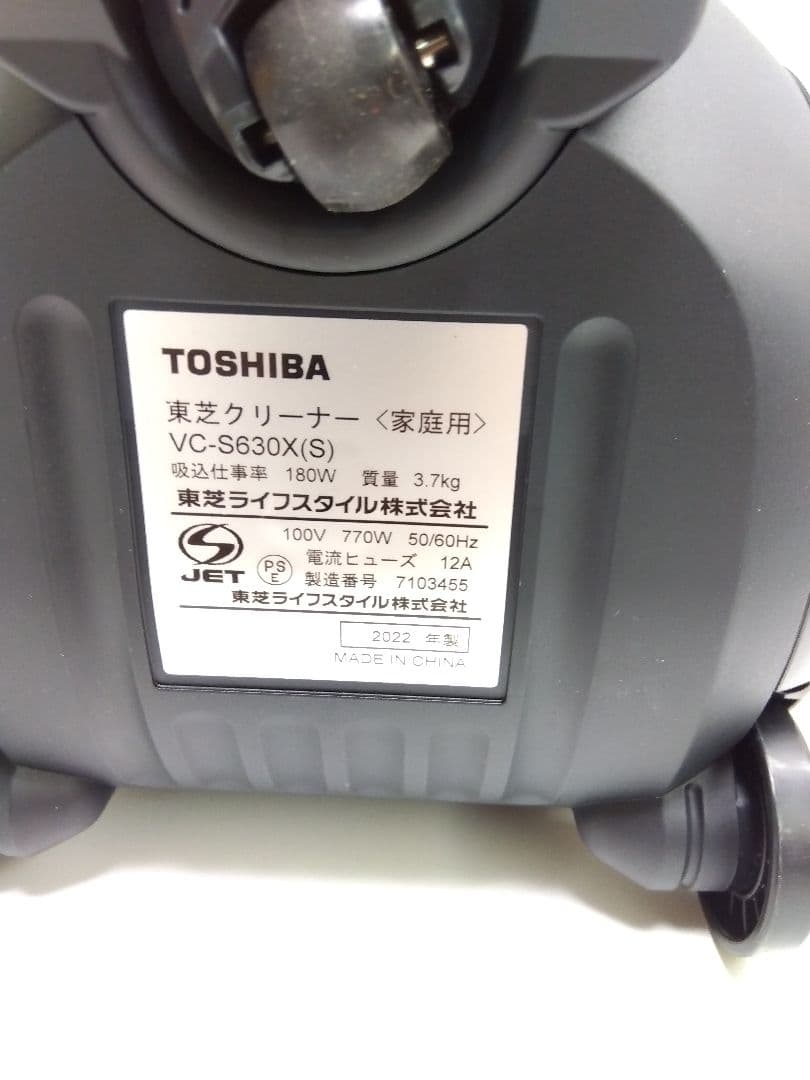 TOSHIBA
東芝クリーナー〈家庭用〉
VC-S630X(S)
吸込仕事率 180W 質量 3.7kg
東芝ライフスタイル株式会社
100V 770W 50/60Hz
電流ヒューズ 12A
JET PSE 製造番号 7103455
東芝ライフスタイル株式会社
2022 年製
MADE IN CHINA